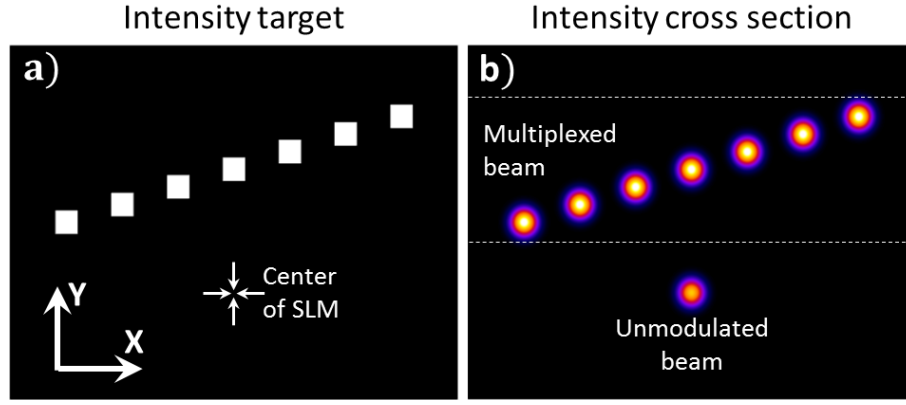 Intensity target
Intensity cross section
a)
Center
of SLM
Y
X
b)
Multiplexed
beam
Unmodulated
beam